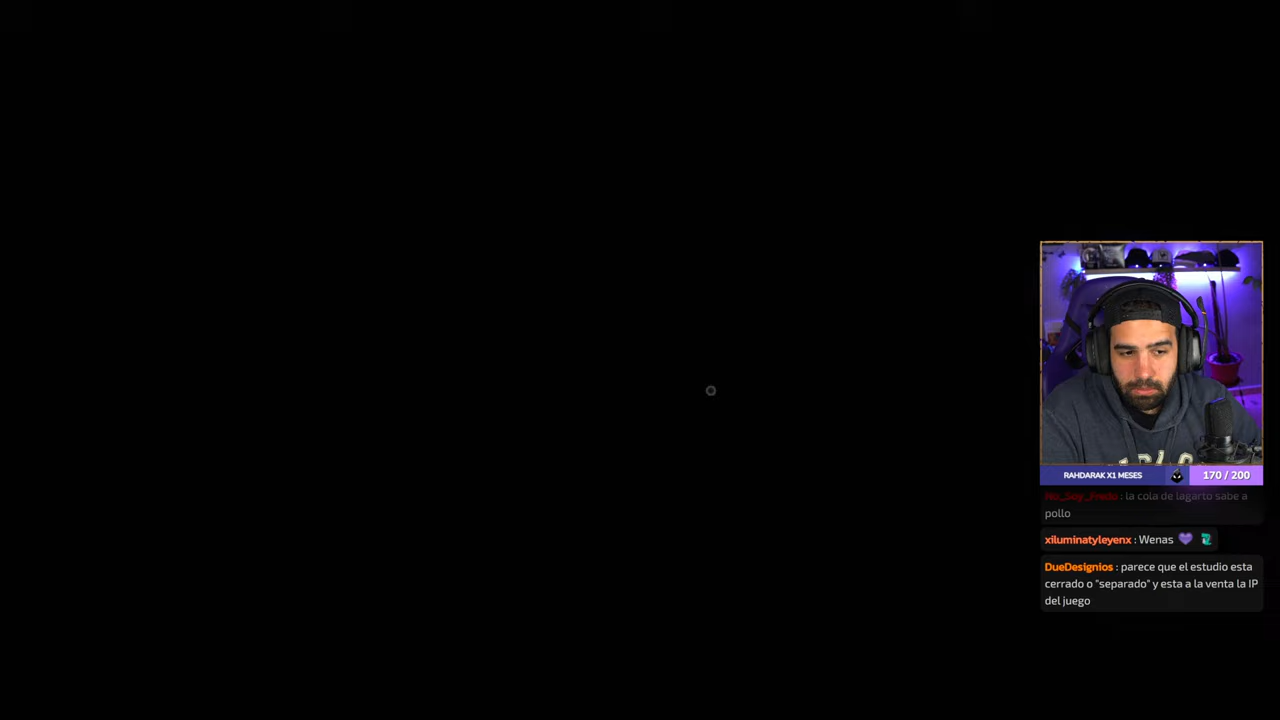 RAHDARAK X1 MESES
170 / 200
No_Soy_Fredo : la cola de lagarto sabe a
pollo
xiluminatyleyenx : Wenas
DueDesignios : parece que el estudio esta
cerrado o "separado" y esta a la venta la IP
del juego